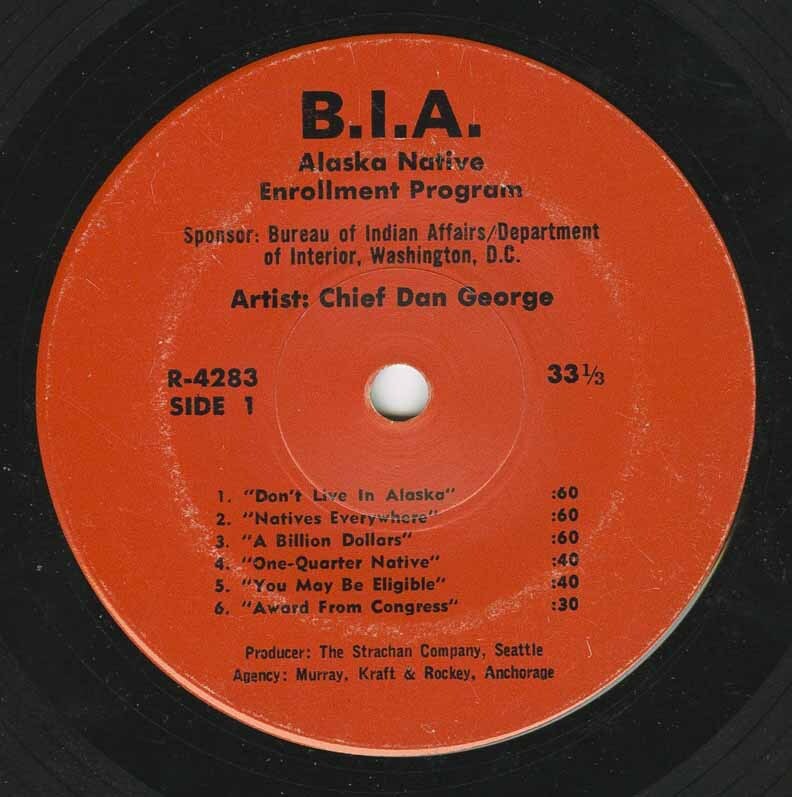 B.I.A.
Alaska Native
Enrollment Program
Sponsor: Bureau of Indian Affairs/Department
of Interior, Washington, D.C.
Artist: Chief Dan George
R-4283 33⅓
SIDE 1
1. "Don't Live In Alaska" :60
2. "Natives Everywhere" :60
3. "A Billion Dollars" :60
4. "One-Quarter Native" :40
5. "You May Be Eligible" :40
6. "Award From Congress" :30
Producer: The Strachan Company, Seattle
Agency: Murray, Kraft & Rockey, Anchorage